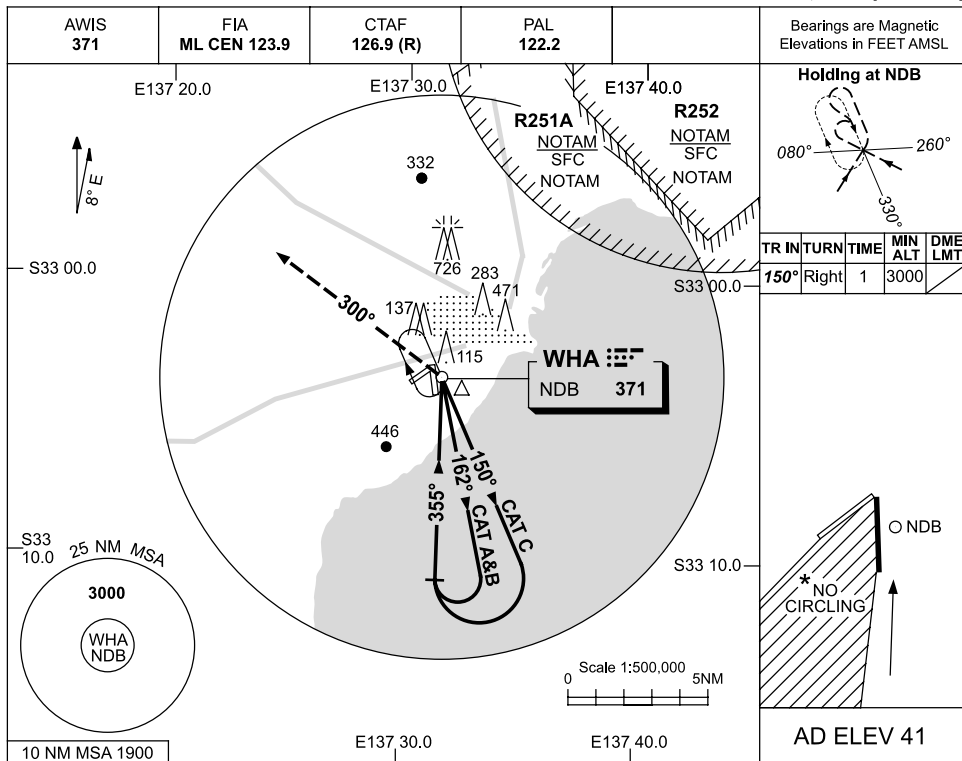 AWIS
371
FIA
ML CEN 123.9
CTAF
126.9 (R)
PAL
122.2
Bearings are Magnetic
Elevations in FEET AMSL
E137 20.0
E137 30.0
E137 40.0
R251A
NOTAM
SFC
NOTAM
R252
NOTAM
SFC
NOTAM
8° E
332
726
283
471
137
115
446
S33 00.0
S33 00.0
300°
WHA
NDB 371
355°
162° CAT A&B
150° CAT C
S33
10.0
S33 10.0
25 NM MSA
3000
WHA
NDB
10 NM MSA 1900
Scale 1:500,000
0 5NM
E137 30.0
E137 40.0
Holding at NDB
080°
260°
330°
TR IN TURN TIME MIN ALT DME LMT
150° Right 1 3000
NDB
* NO
CIRCLING
AD ELEV 41